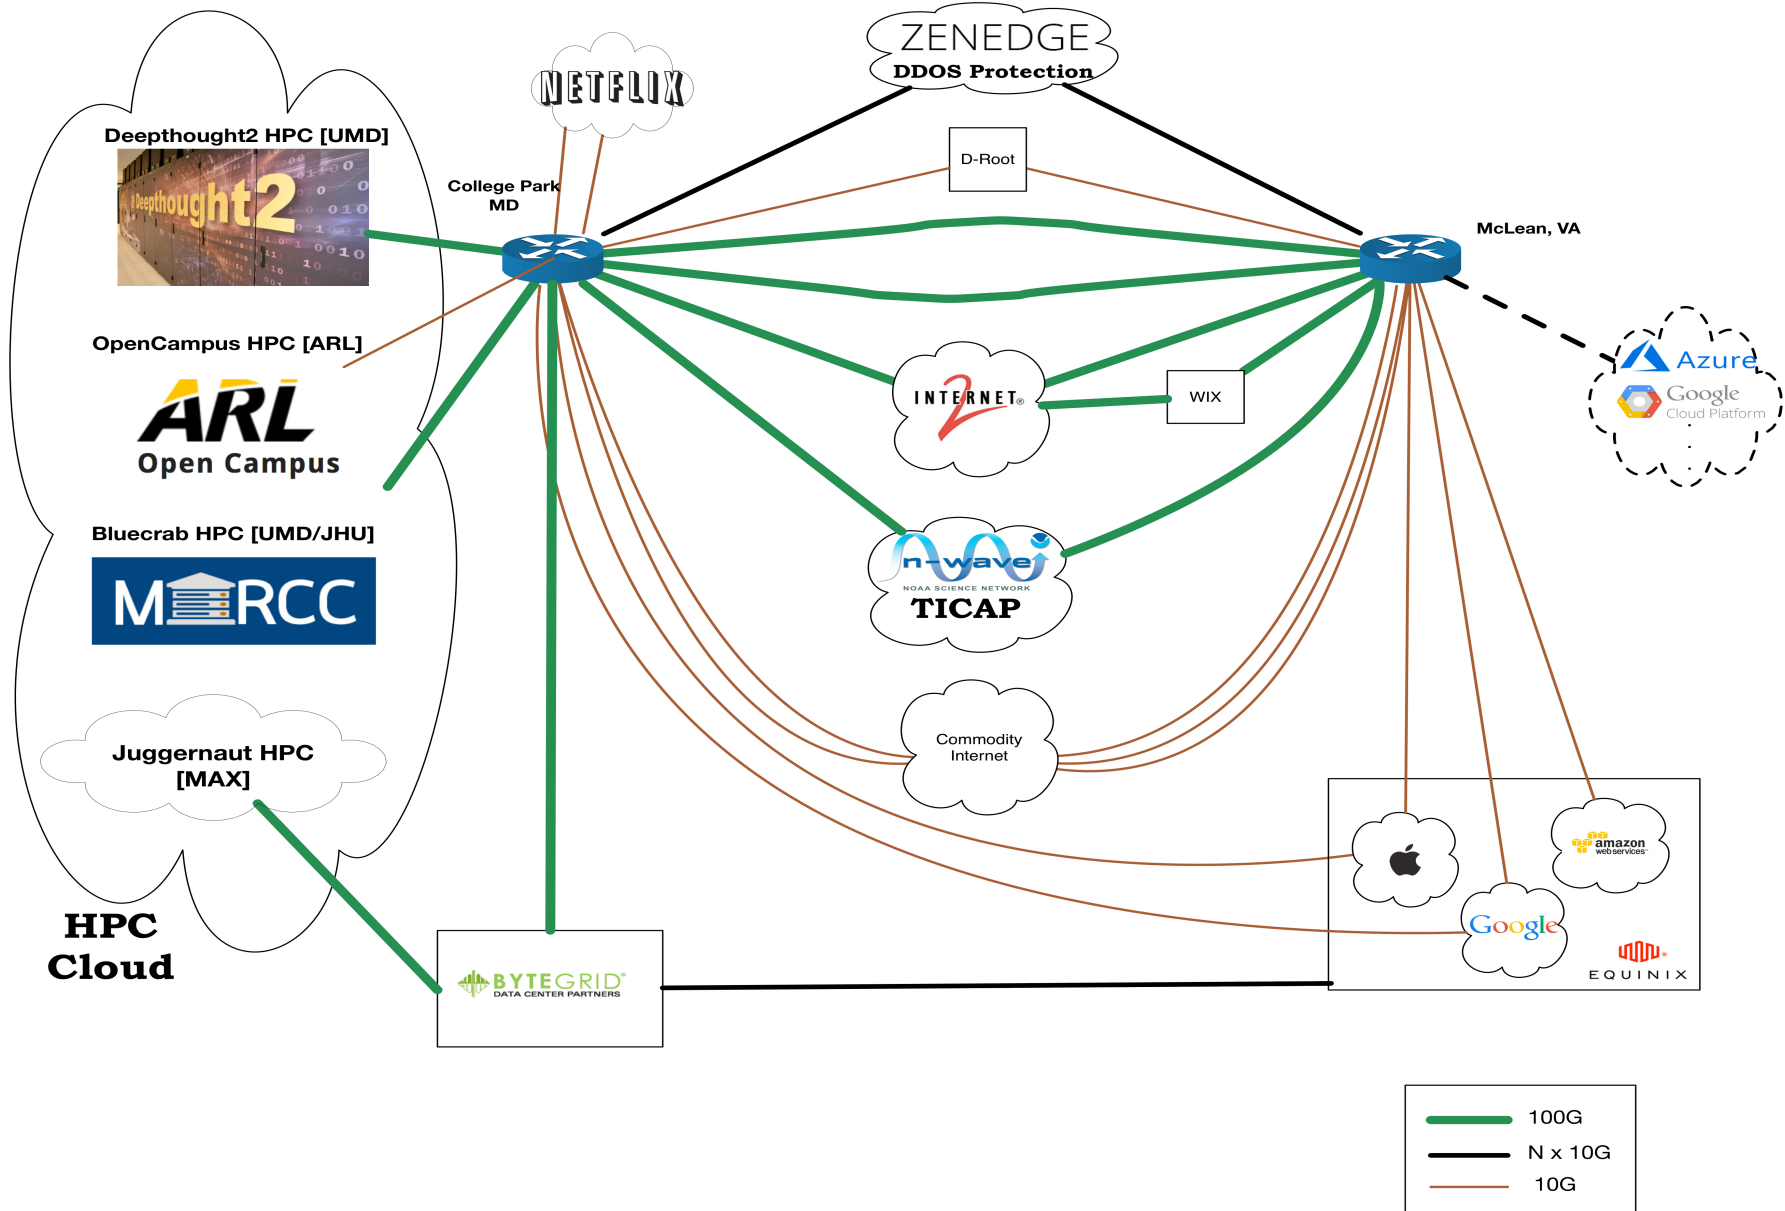 ZENEDGE
DDOS Protection
NETFLIX
Deepthought2 HPC [UMD]
Deepthought2
D-Root
College Park
MD
McLean, VA
OpenCampus HPC [ARL]
ARL
Open Campus
INTERNET®
2
WIX
Azure
Google
Cloud Platform
Bluecrab HPC [UMD/JHU]
MARCC
n-wave
NOAA SCIENCE NETWORK
TICAP
Commodity
Internet
Juggernaut HPC
[MAX]
amazon
webservices™
Google
EQUINIX
HPC
Cloud
BYTEGRID®
DATA CENTER PARTNERS
100G
N x 10G
10G